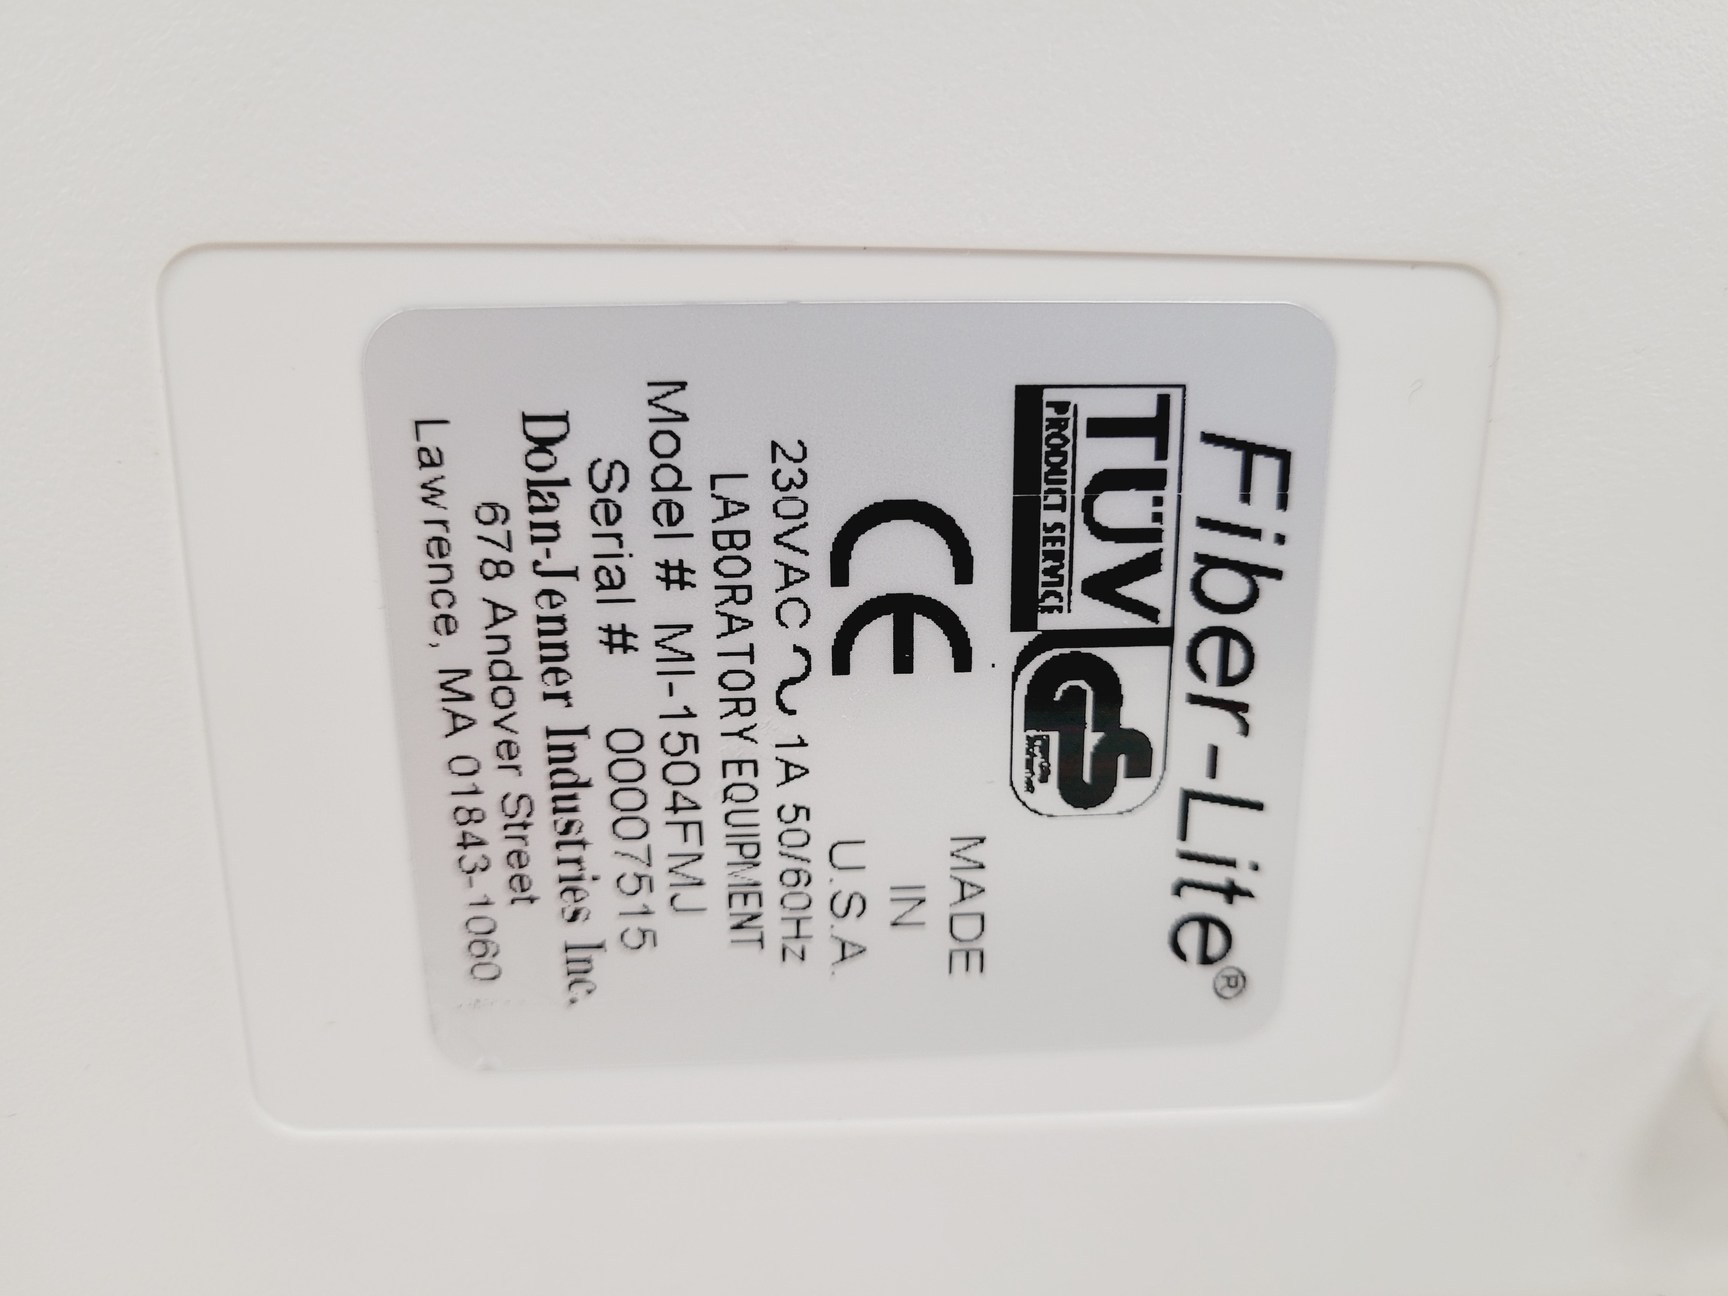 Fiber-Lite®
TÜV
PRODUCT SERVICE
GS
CE
MADE
IN
U.S.A.
230VAC ∿ 1A 50/60Hz
LABORATORY EQUIPMENT
Model # MI-1504FMJ
Serial # 00007515
Dolan-Jenner Industries Inc.
678 Andover Street
Lawrence, MA 01843-1060